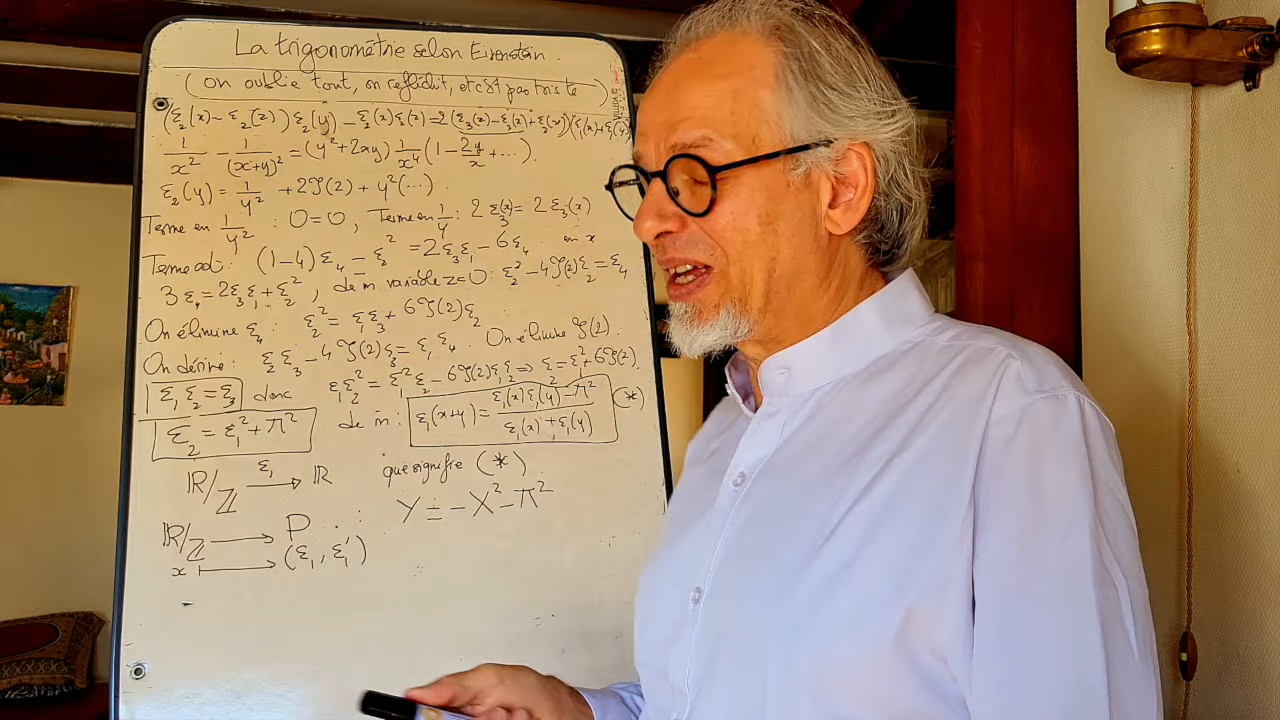 La trigonométrie selon Eisenstein.
(on oublie tout, on réfléchit, et c'est pas triste)
(ε₂(x) – ε₂(z)) ε₂(y) – ε₂(x) ε₂(z) = 2(ε₃(z) – ε₃(x) + ε₃(y))(ε₁(x) + ε₁(y))
1/x² – 1/(x+y)² = (y² + 2xy) 1/x⁴ (1 – 2y/x + ...).
ε₂(y) = 1/y² + 2ζ(2) + y²(...).
Terme en 1/y² : 0=0, Terme en 1/y : 2ε₃(x) = 2ε₃(x)
Terme cst : (1–4) ε₄ – ε₂² = 2ε₃ε₁ – 6ε₄ en x
3ε₄ = 2ε₃ε₁ + ε₂², de m̂ variable z=0 : ε₂² – 4ζ(2)ε₂ = ε₄
On élimine ε₄ : ε₂² = ε₁ε₃ + 6ζ(2)ε₂
On dérive : ε₂ε₃ – 4ζ(2)ε₃ = ε₁ε₄. On élimine ζ(2).
ε₁ε₂ = ε₃ donc ε₁ε₂² = ε₁²ε₂ – 6ζ(2)ε₁ε₂ ⇒ ε₂ = ε₁² + 6ζ(2).
ε₂ = ε₁² + π² de m̂ : ε₁(x+y) = (ε₁(x) ε₁(y) – π²)/(ε₁(x) + ε₁(y)) (*)
ℝ/ℤ —ε₁→ ℝ que signifie (*)
Y = – X² – π²
ℝ/ℤ ⟶ P
x ⟼ (ε₁, ε₁')